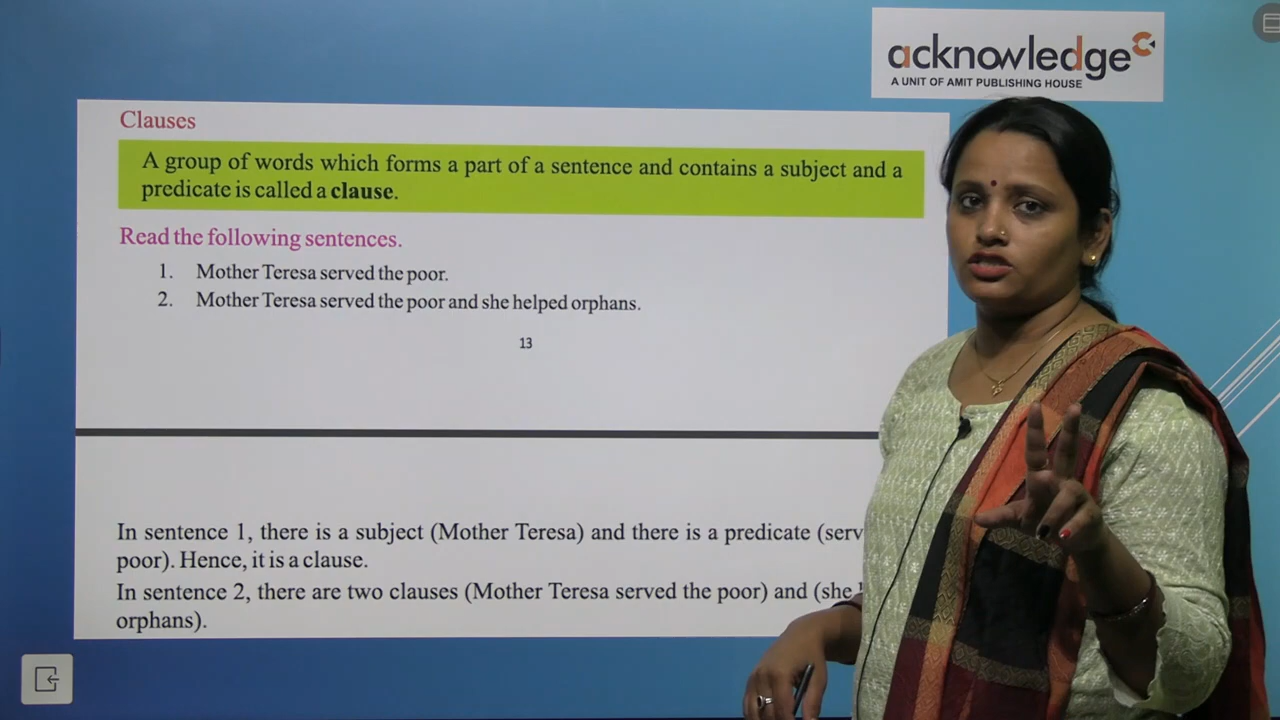 acknowledge
A UNIT OF AMIT PUBLISHING HOUSE
Clauses
A group of words which forms a part of a sentence and contains a subject and a
predicate is called a clause.
Read the following sentences.
1. Mother Teresa served the poor.
2. Mother Teresa served the poor and she helped orphans.
13
In sentence 1, there is a subject (Mother Teresa) and there is a predicate
poor). Hence, it is a clause.
In sentence 2, there are two clauses (Mother Teresa served the poor) and (she
orphans).